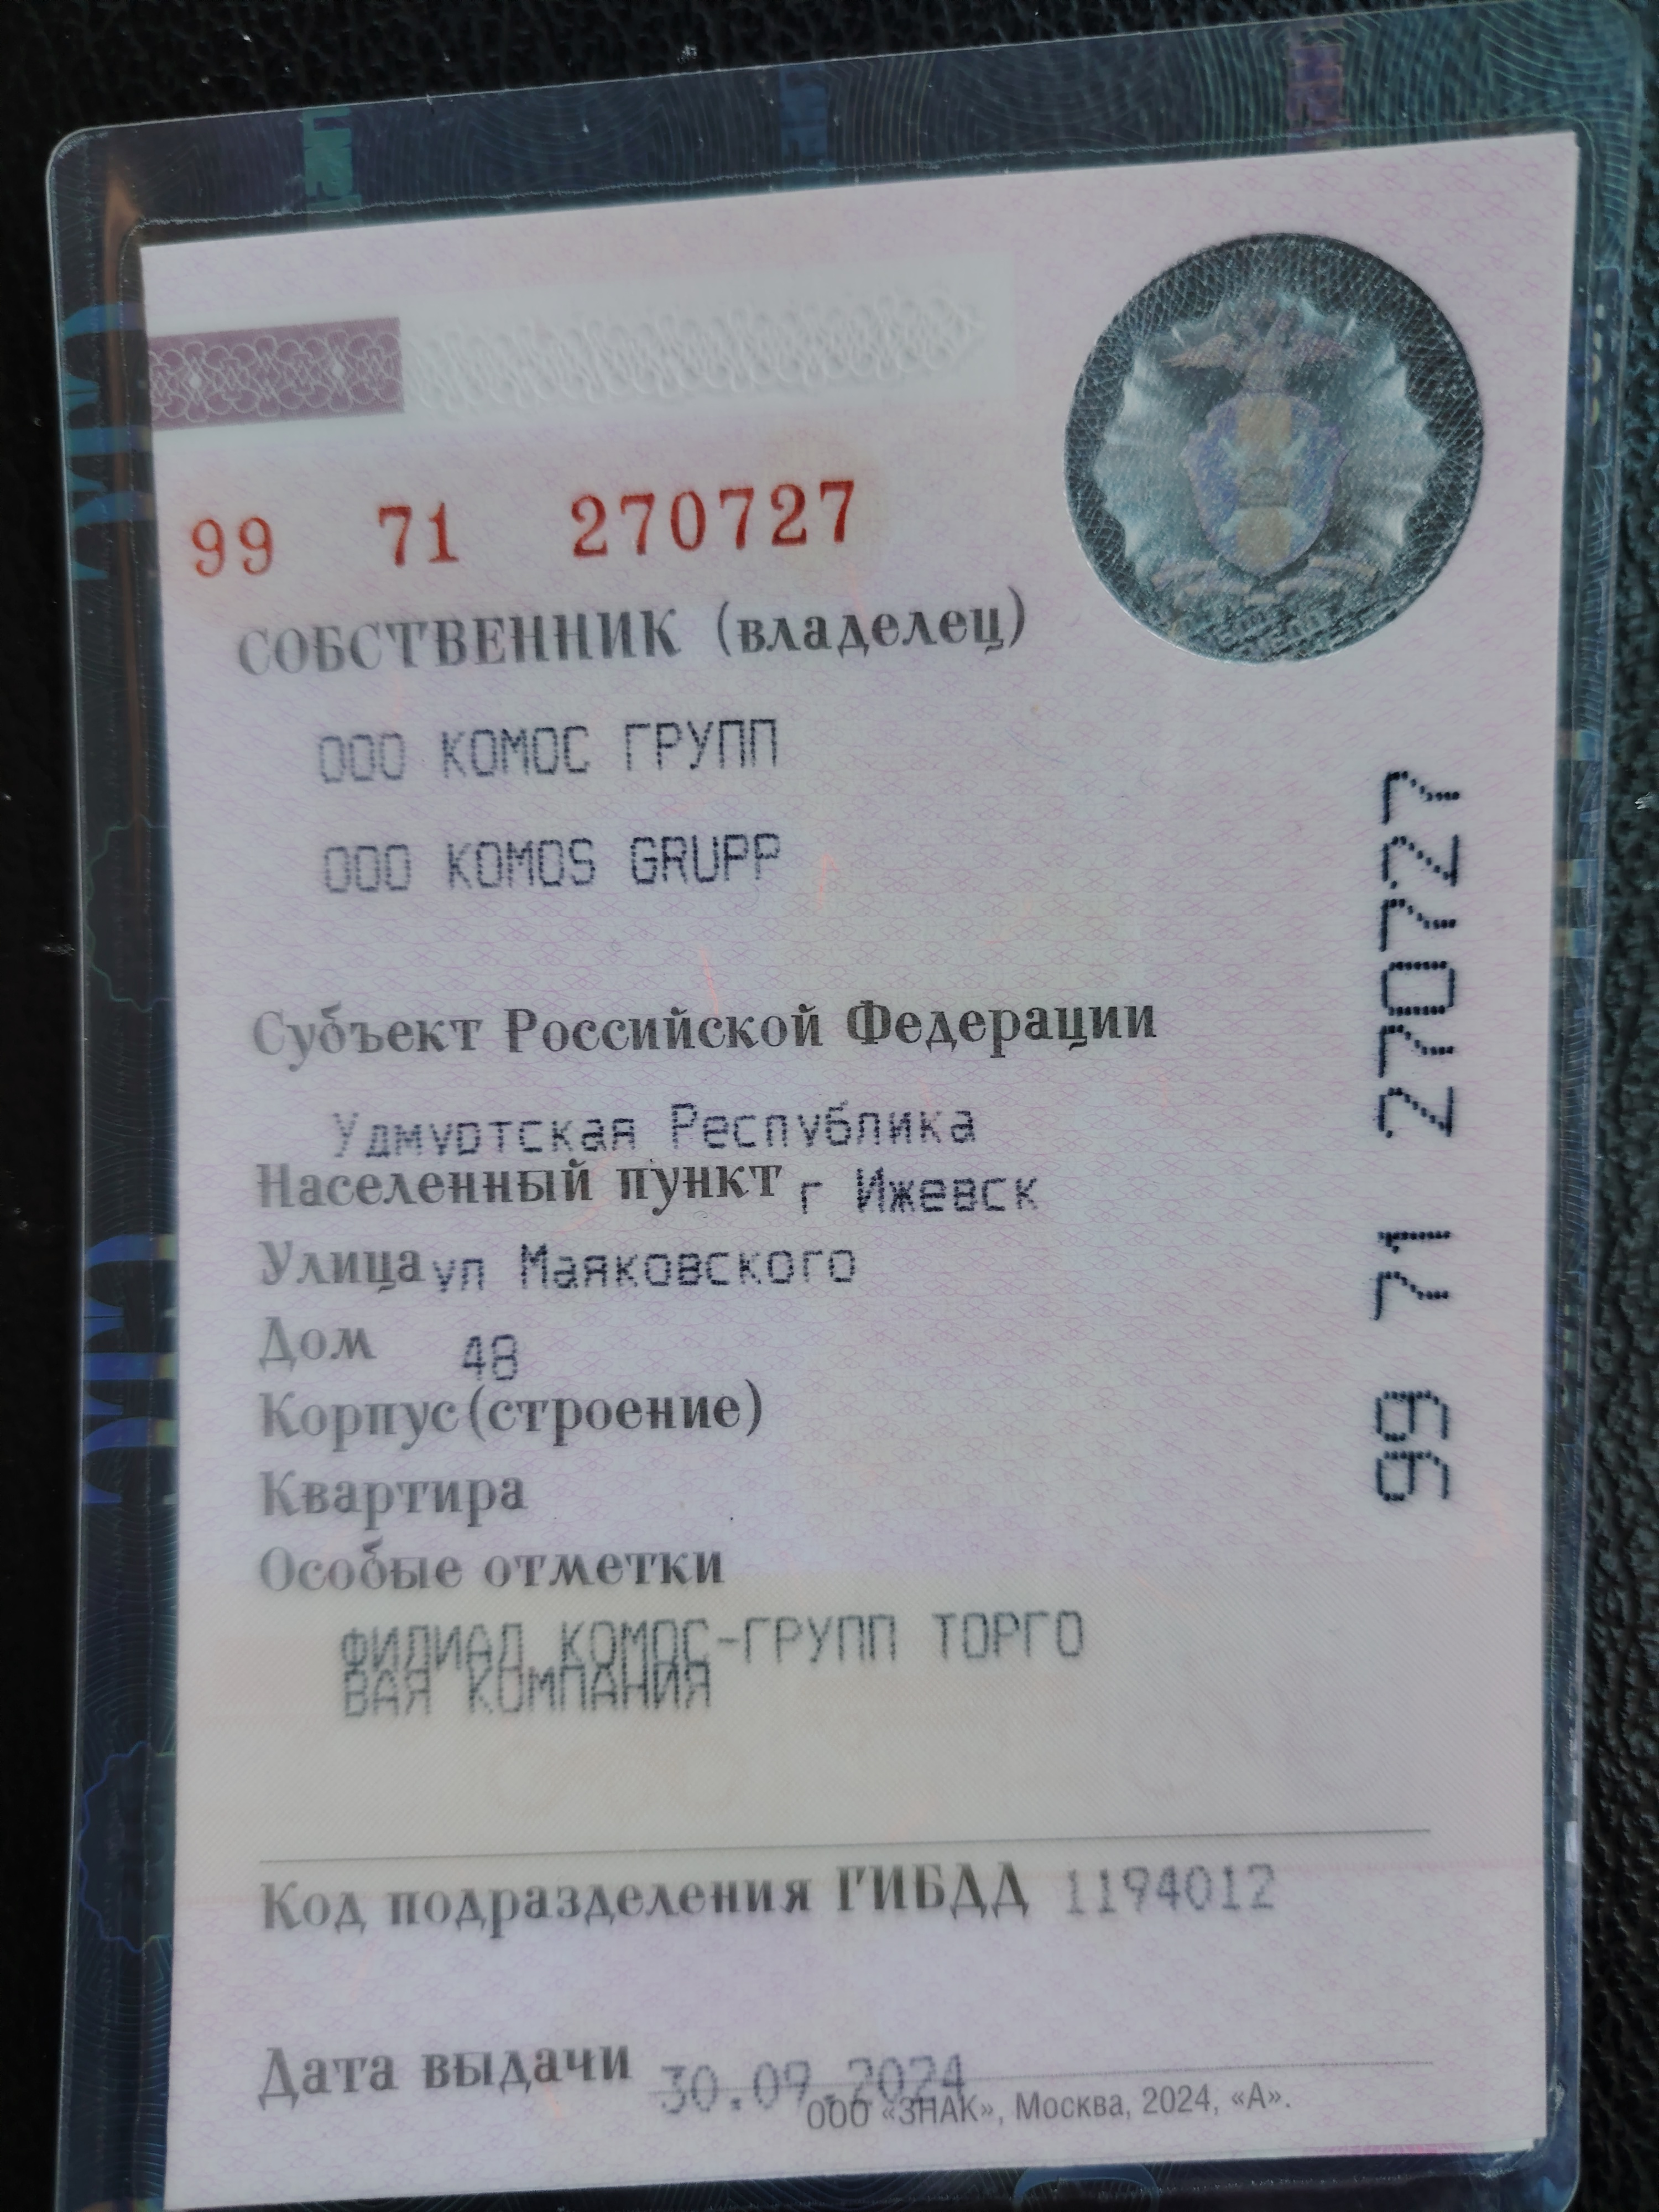 99 71 270727
СОБСТВЕННИК (владелец)
ООО КОМОС ГРУПП
OOO KOMOS GRUPP
Субъект Российской Федерации
Удмуртская Республика
Населенный пункт г Ижевск
Улица ул Маяковского
Дом 48
Корпус(строение)
Квартира
Особые отметки
ФИЛИАЛ КОМОС-ГРУПП ТОРГО
ВАЯ КОМПАНИЯ
Код подразделения ГИБДД 1194012
Дата выдачи 30.09.2024
ООО «ЗНАК», Москва, 2024, «А».
99 71 270727